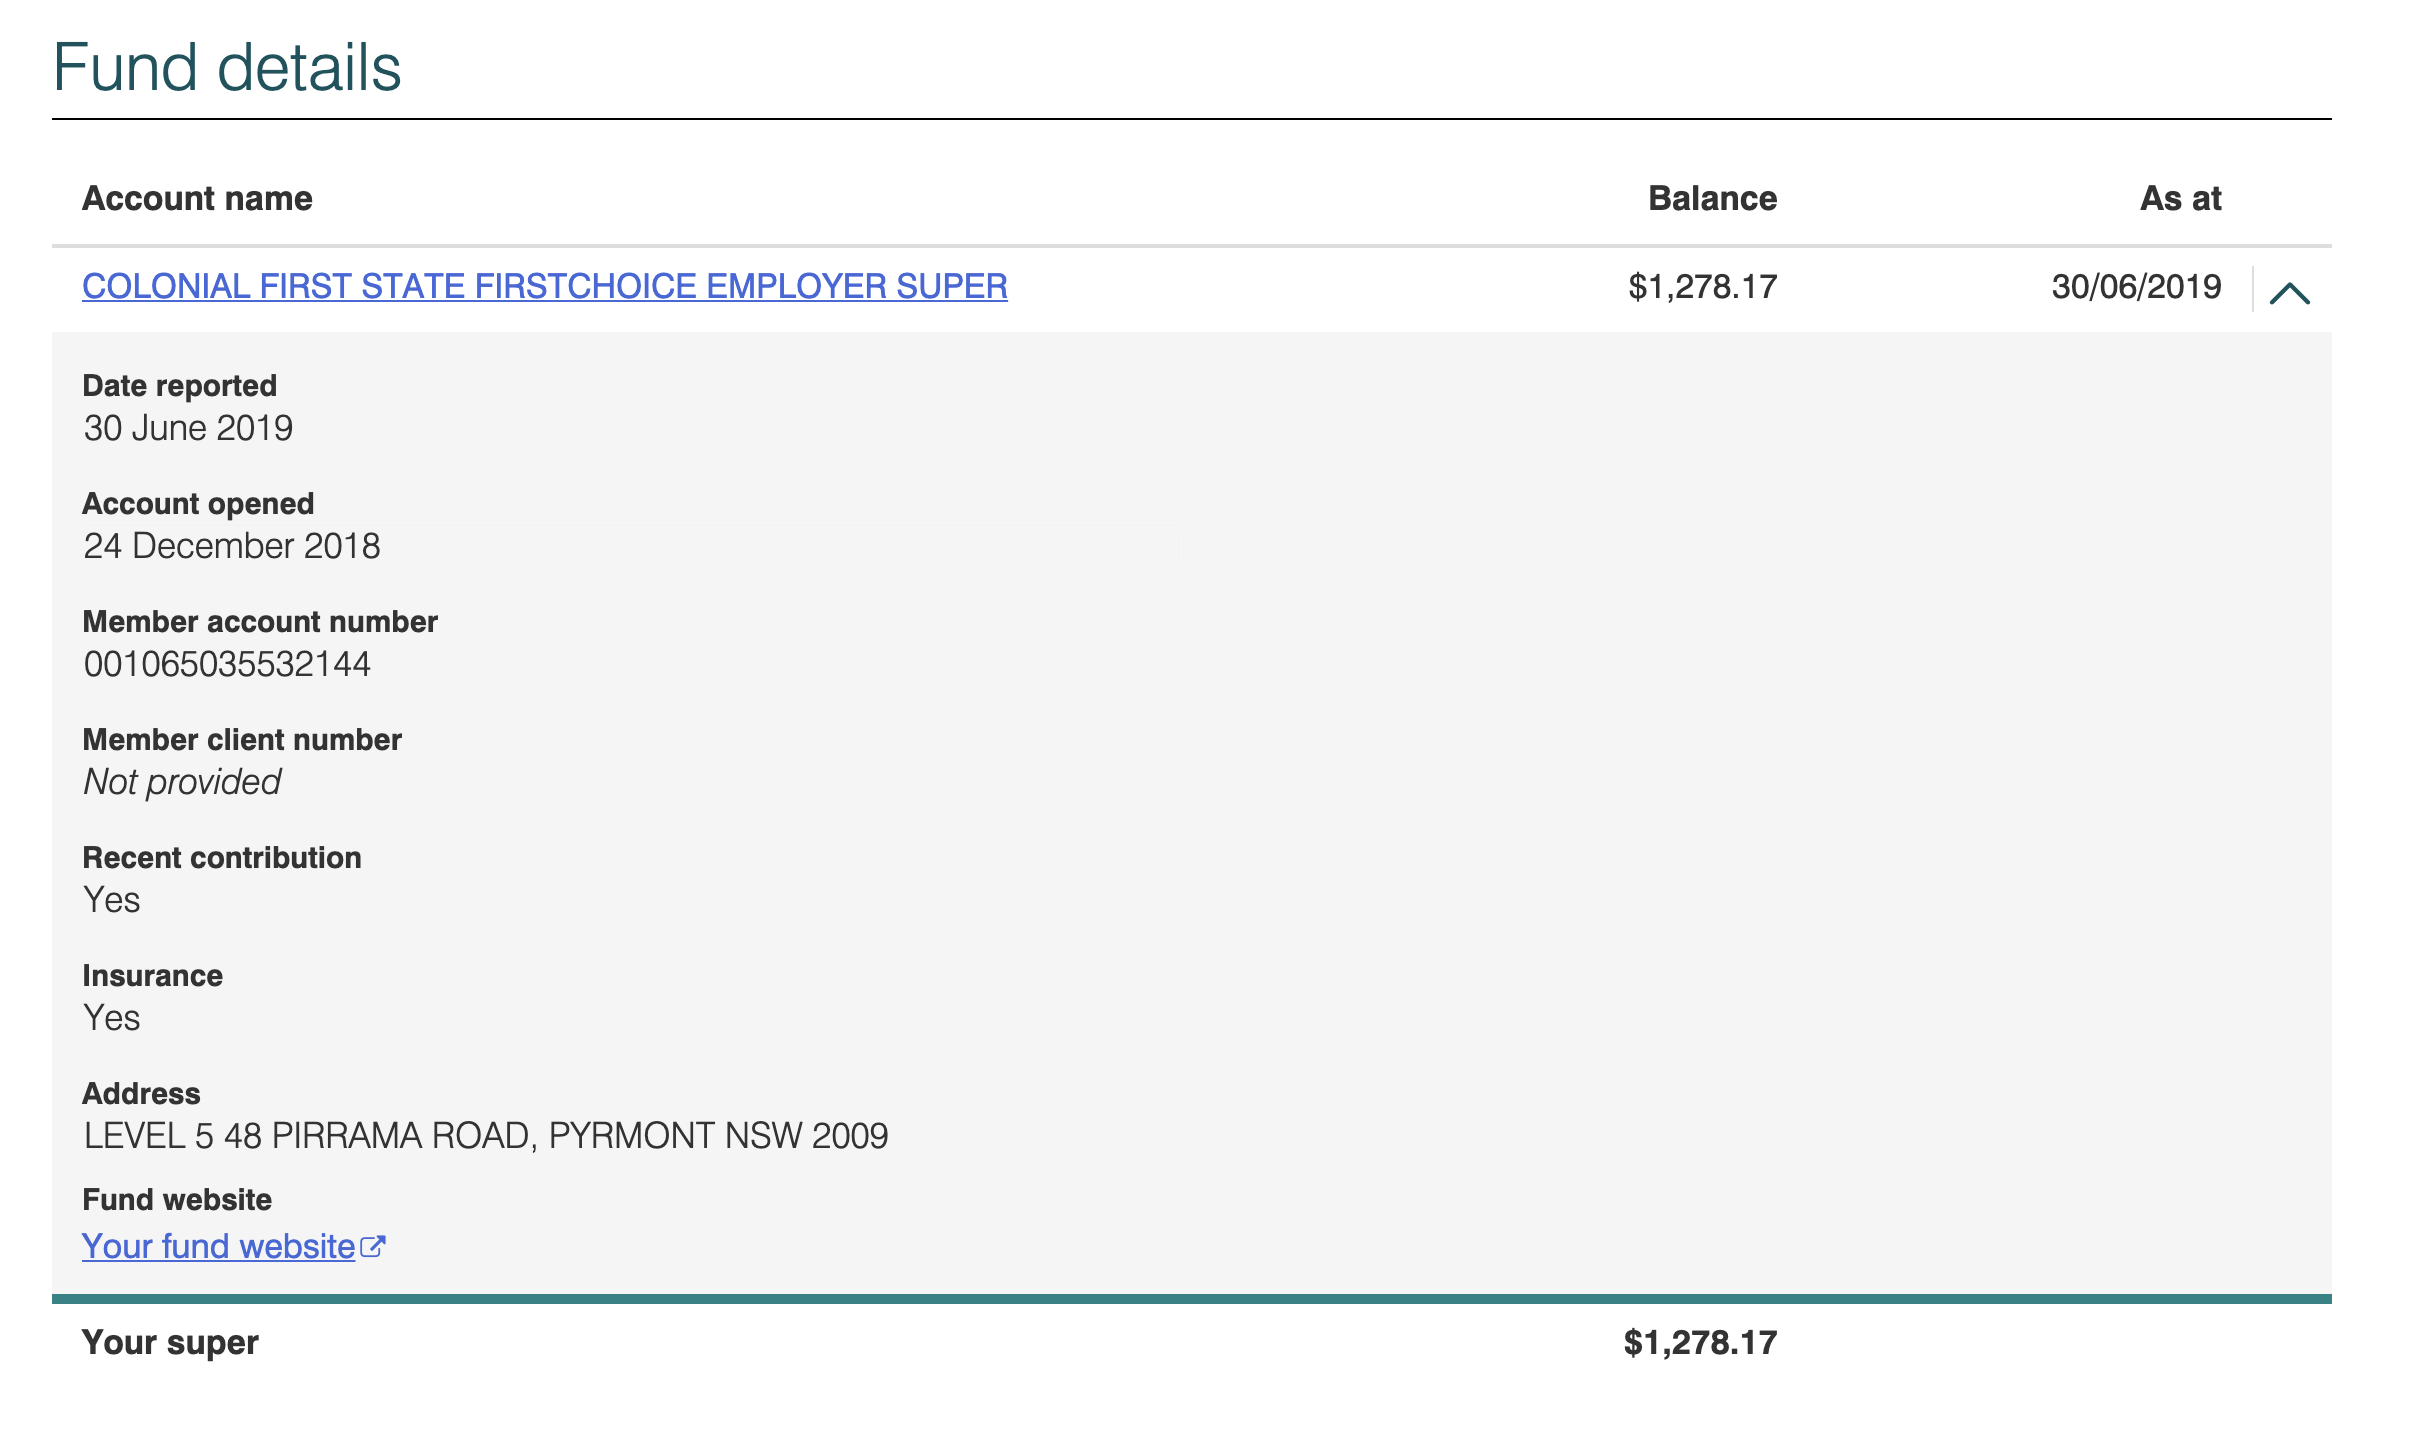 Fund details
Account name Balance As at
COLONIAL FIRST STATE FIRSTCHOICE EMPLOYER SUPER $1,278.17 30/06/2019
Date reported
30 June 2019
Account opened
24 December 2018
Member account number
001065035532144
Member client number
Not provided
Recent contribution
Yes
Insurance
Yes
Address
LEVEL 5 48 PIRRAMA ROAD, PYRMONT NSW 2009
Fund website
Your fund website
Your super $1,278.17